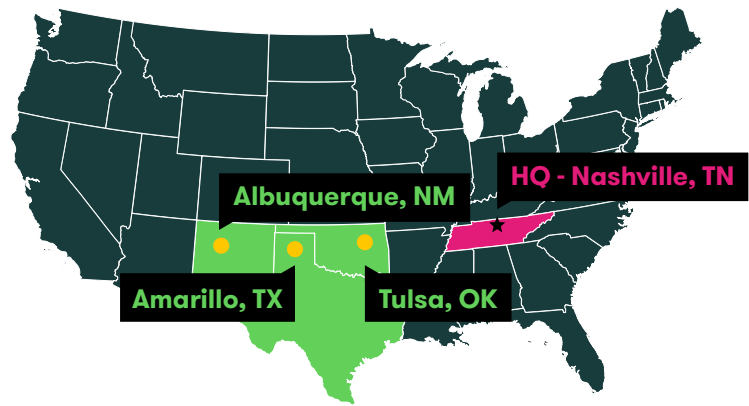 HQ - Nashville, TN
Albuquerque, NM
Amarillo, TX
Tulsa, OK